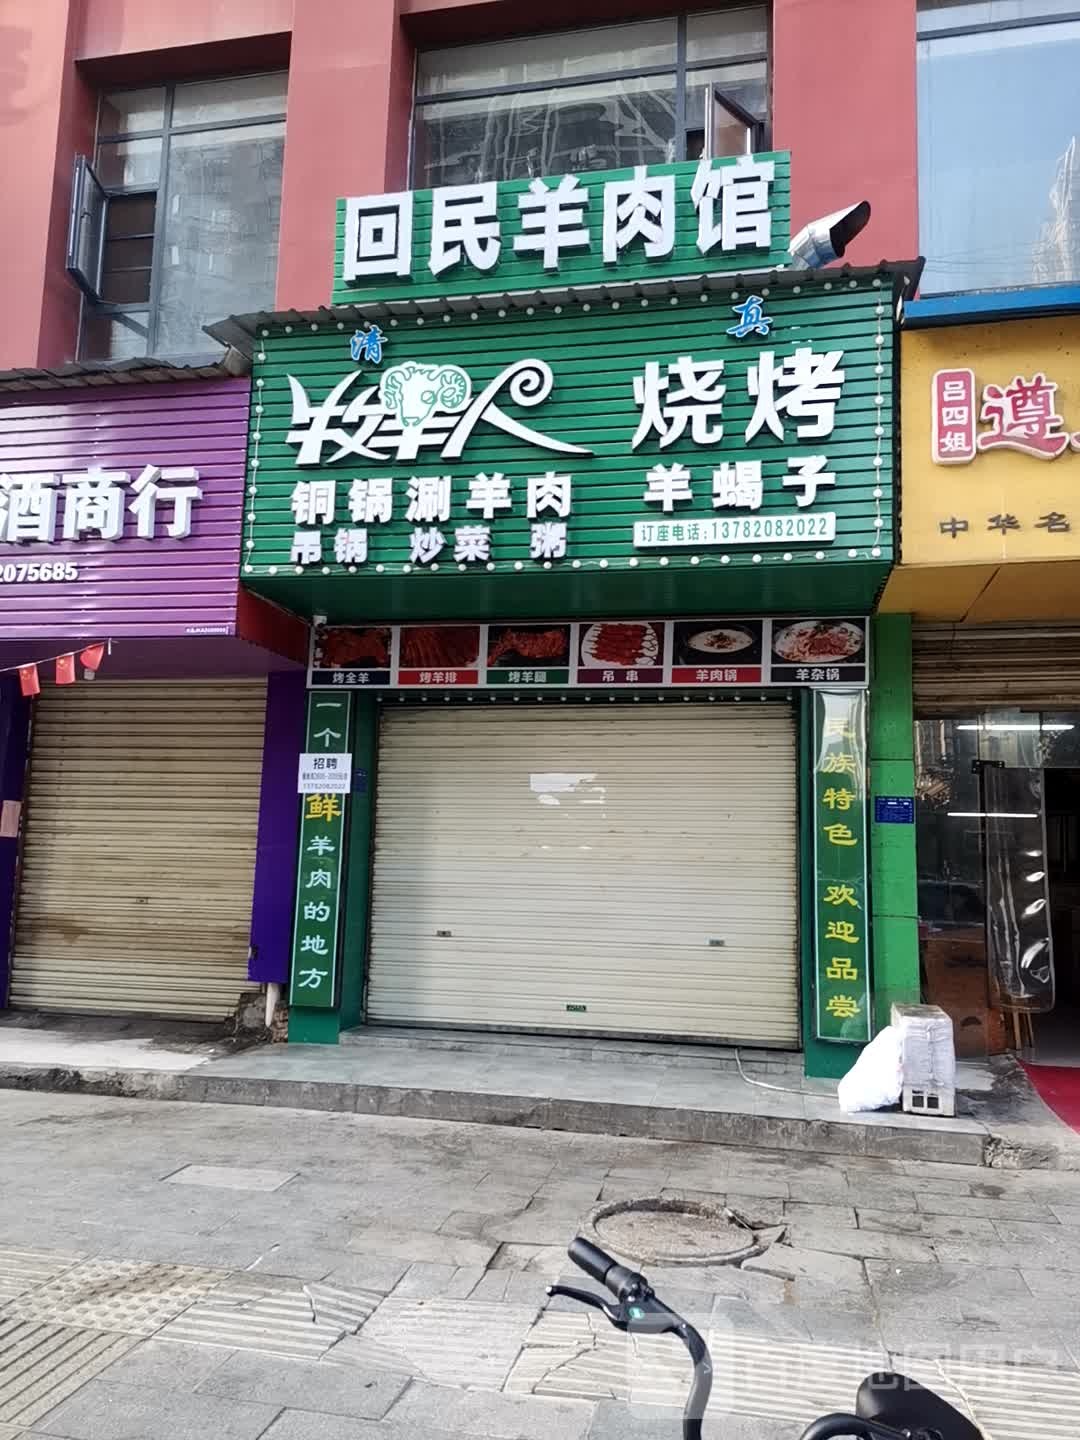 回民羊肉馆
清真
牧羊人 烧烤
铜锅涮羊肉 羊蝎子
吊锅 炒菜 粥
订座电话:13782082022
烤全羊 烤羊排 烤羊腿 吊串 羊肉锅 羊杂锅
一个
鲜羊肉的地方
招聘
13782082022
民族特色 欢迎品尝
酒商行
2075685
吕四姐
遵
中华名